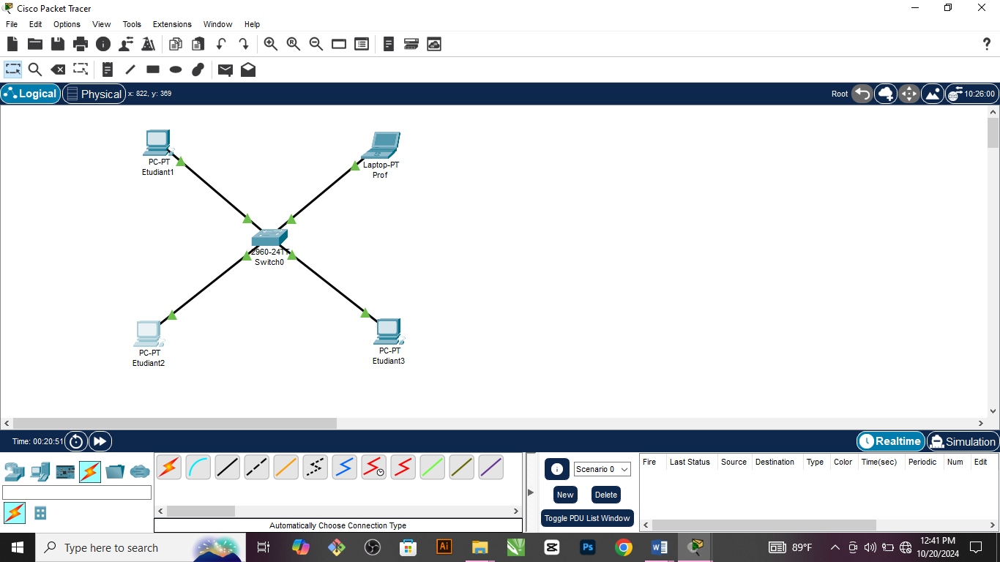 Cisco Packet Tracer
File Edit Options View Tools Extensions Window Help
?
Logical Physical x: 822, y: 369 Root 10:26:00
PC-PT
Etudiant1
Laptop-PT
Prof
2960-24TT
Switch0
PC-PT
Etudiant2
PC-PT
Etudiant3
Time: 00:20:51 Realtime Simulation
Scenario 0
New Delete
Toggle PDU List Window
Fire Last Status Source Destination Type Color Time(sec) Periodic Num Edit
Automatically Choose Connection Type
Type here to search
Ai
Ps
W
89°F
12:41 PM
10/20/2024